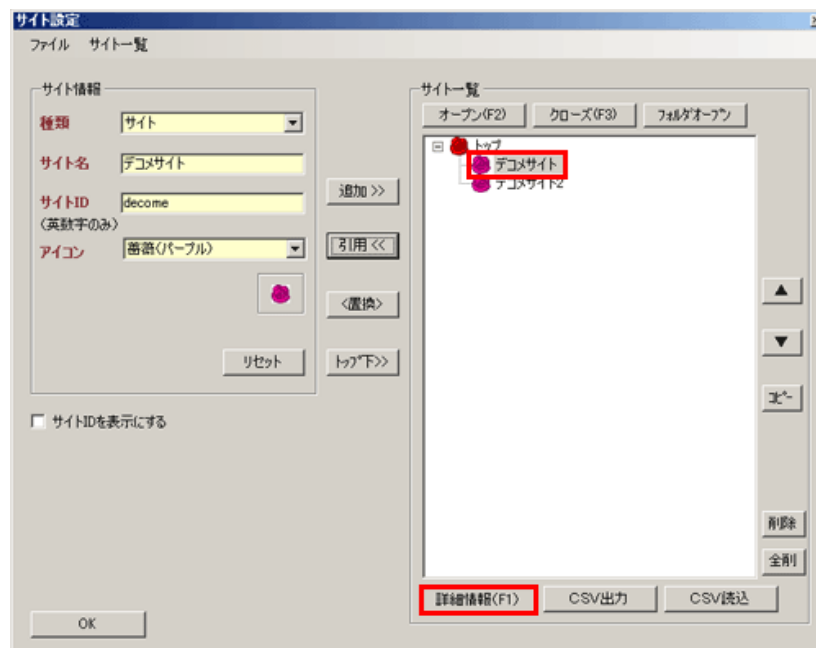 サイト設定
ファイル サイト一覧
サイト情報
種類 サイト
サイト名 デコメサイト
サイトID decome
(英数字のみ)
アイコン 薔薇(パープル)
リセット
サイトIDを表示にする
OK
追加 >>
引用 <<
<置換>
トップ下>>
サイト一覧
オープン(F2) クローズ(F3) フォルダオープン
トップ
デコメサイト
デコメサイト2
▲
▼
コピー
削除
全削
詳細情報(F1) CSV出力 CSV読込